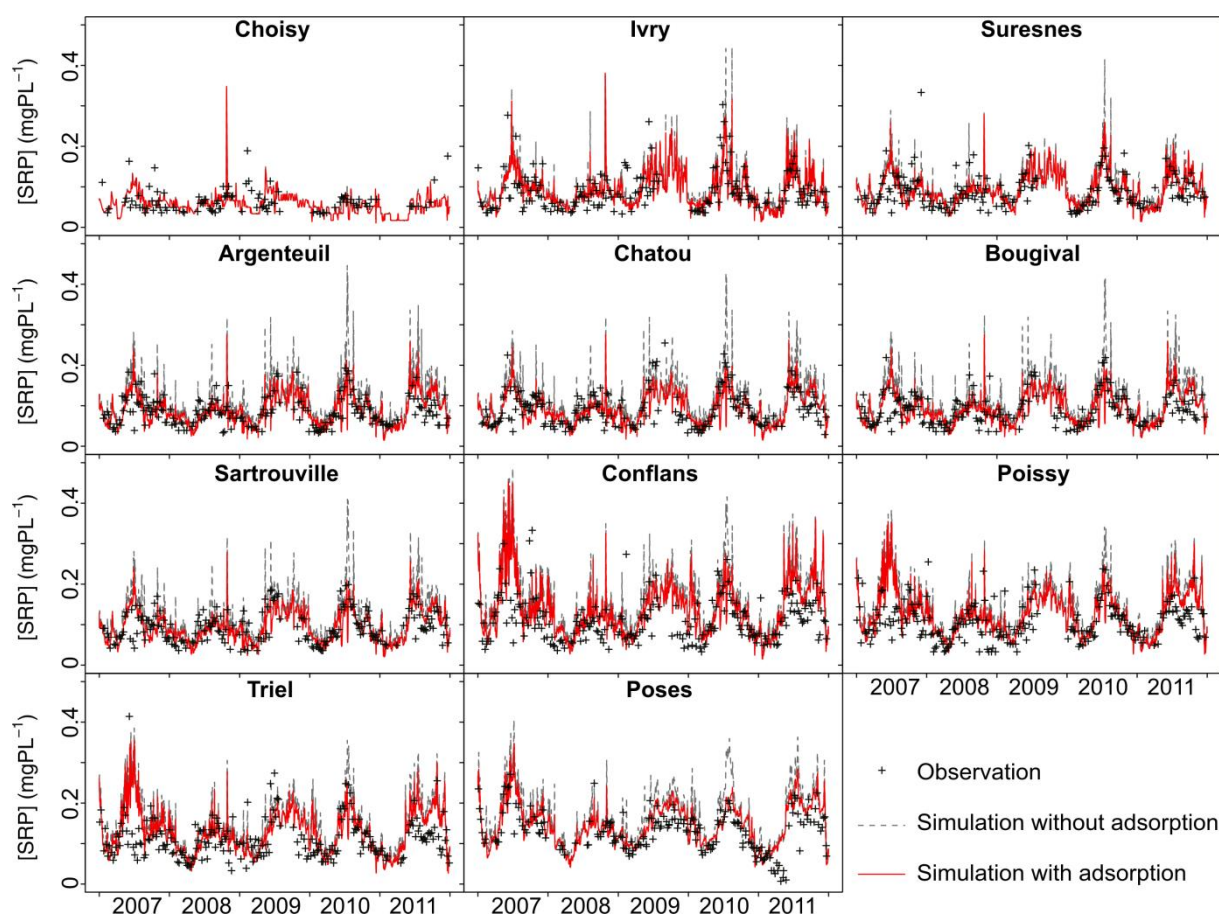 Choisy Ivry Suresnes
[SRP] (mgPL⁻¹)
0 0.2 0.4
Argenteuil Chatou Bougival
[SRP] (mgPL⁻¹)
0 0.2 0.4
Sartrouville Conflans Poissy
[SRP] (mgPL⁻¹)
0 0.2 0.4
2007 2008 2009 2010 2011
Triel Poses
[SRP] (mgPL⁻¹)
0 0.2 0.4
Observation
Simulation without adsorption
Simulation with adsorption
2007 2008 2009 2010 2011 2007 2008 2009 2010 2011